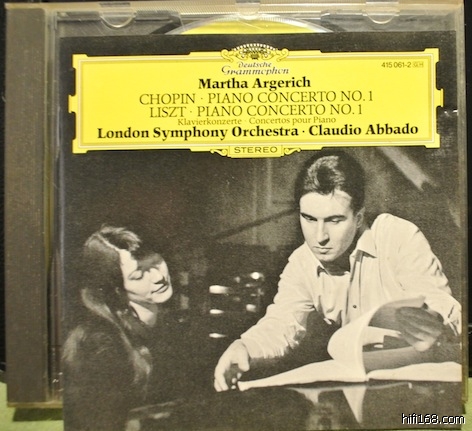 Deutsche
Grammophon
415 061-2 GH
Martha Argerich
CHOPIN · PIANO CONCERTO NO. 1
LISZT · PIANO CONCERTO NO. 1
Klavierkonzerte · Concertos pour Piano
London Symphony Orchestra · Claudio Abbado
STEREO
hifi168.com